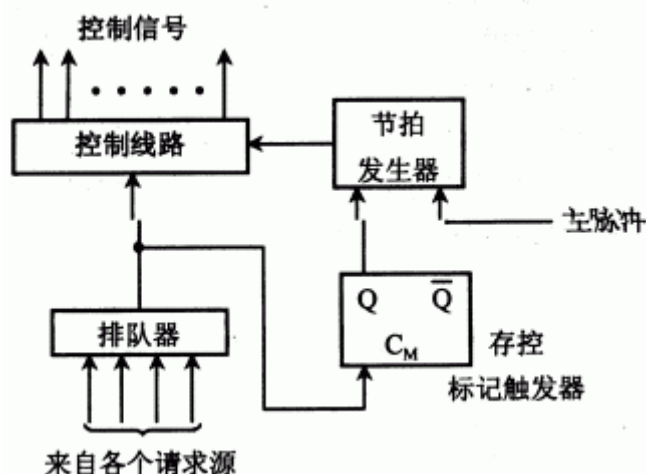 控制信号
控制线路
节拍
发生器
主脉冲
排队器
Q Q̅
C_M
存控
标记触发器
来自各个请求源